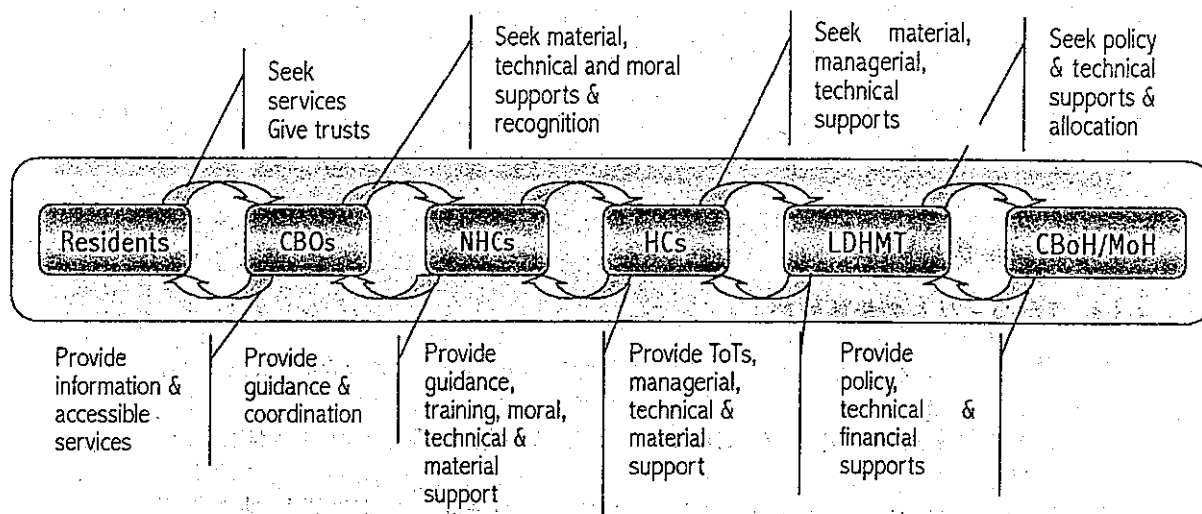 Seek
services
Give trusts
Seek material,
technical and moral
supports &
recognition
Seek material,
managerial,
technical
supports
Seek policy
& technical
supports &
allocation
Residents
CBOs
NHCs
HCs
LDHMT
CBoH/MoH
Provide
information &
accessible
services
Provide
guidance &
coordination
Provide
guidance,
training, moral,
technical &
material
support
Provide ToTs,
managerial,
technical &
material
support
Provide
policy,
technical &
financial
supports